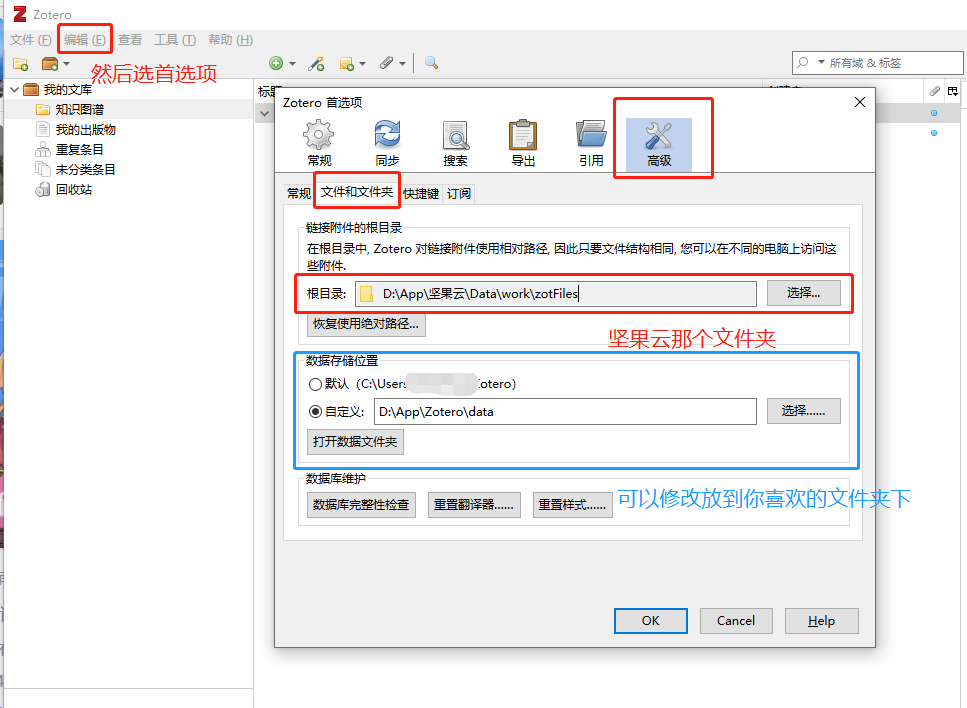 Zotero
文件 (F) 编辑 (E) 查看 工具 (T) 帮助 (H)
然后选首选项
所有域 & 标签
我的文库
知识图谱
我的出版物
重复条目
未分类条目
回收站
Zotero 首选项
常规 同步 搜索 导出 引用 高级
常规 文件和文件夹 快捷键 订阅
链接附件的根目录
在根目录中, Zotero 对链接附件使用相对路径, 因此只要文件结构相同, 您可以在不同的电脑上访问这
些附件.
根目录: D:\App\坚果云\Data\work\zotFiles 选择...
恢复使用绝对路径...
坚果云那个文件夹
数据存储位置
默认（C:\Users otero）
自定义: D:\App\Zotero\data 选择......
打开数据文件夹
数据库维护
数据库完整性检查 重置翻译器...... 重置样式......
可以修改放到你喜欢的文件夹下
OK Cancel Help